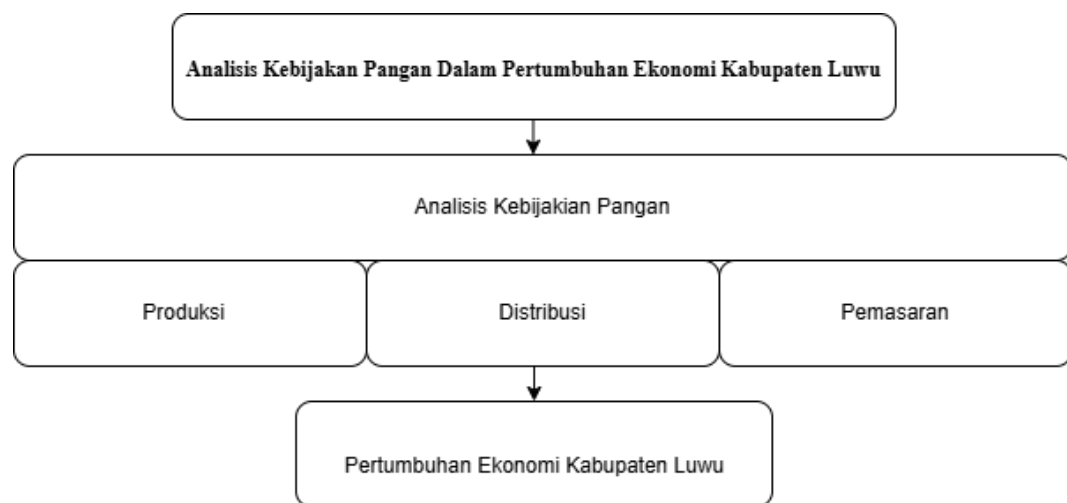 Analisis Kebijakan Pangan Dalam Pertumbuhan Ekonomi Kabupaten Luwu
Analisis Kebijakian Pangan
Produksi
Distribusi
Pemasaran
Pertumbuhan Ekonomi Kabupaten Luwu